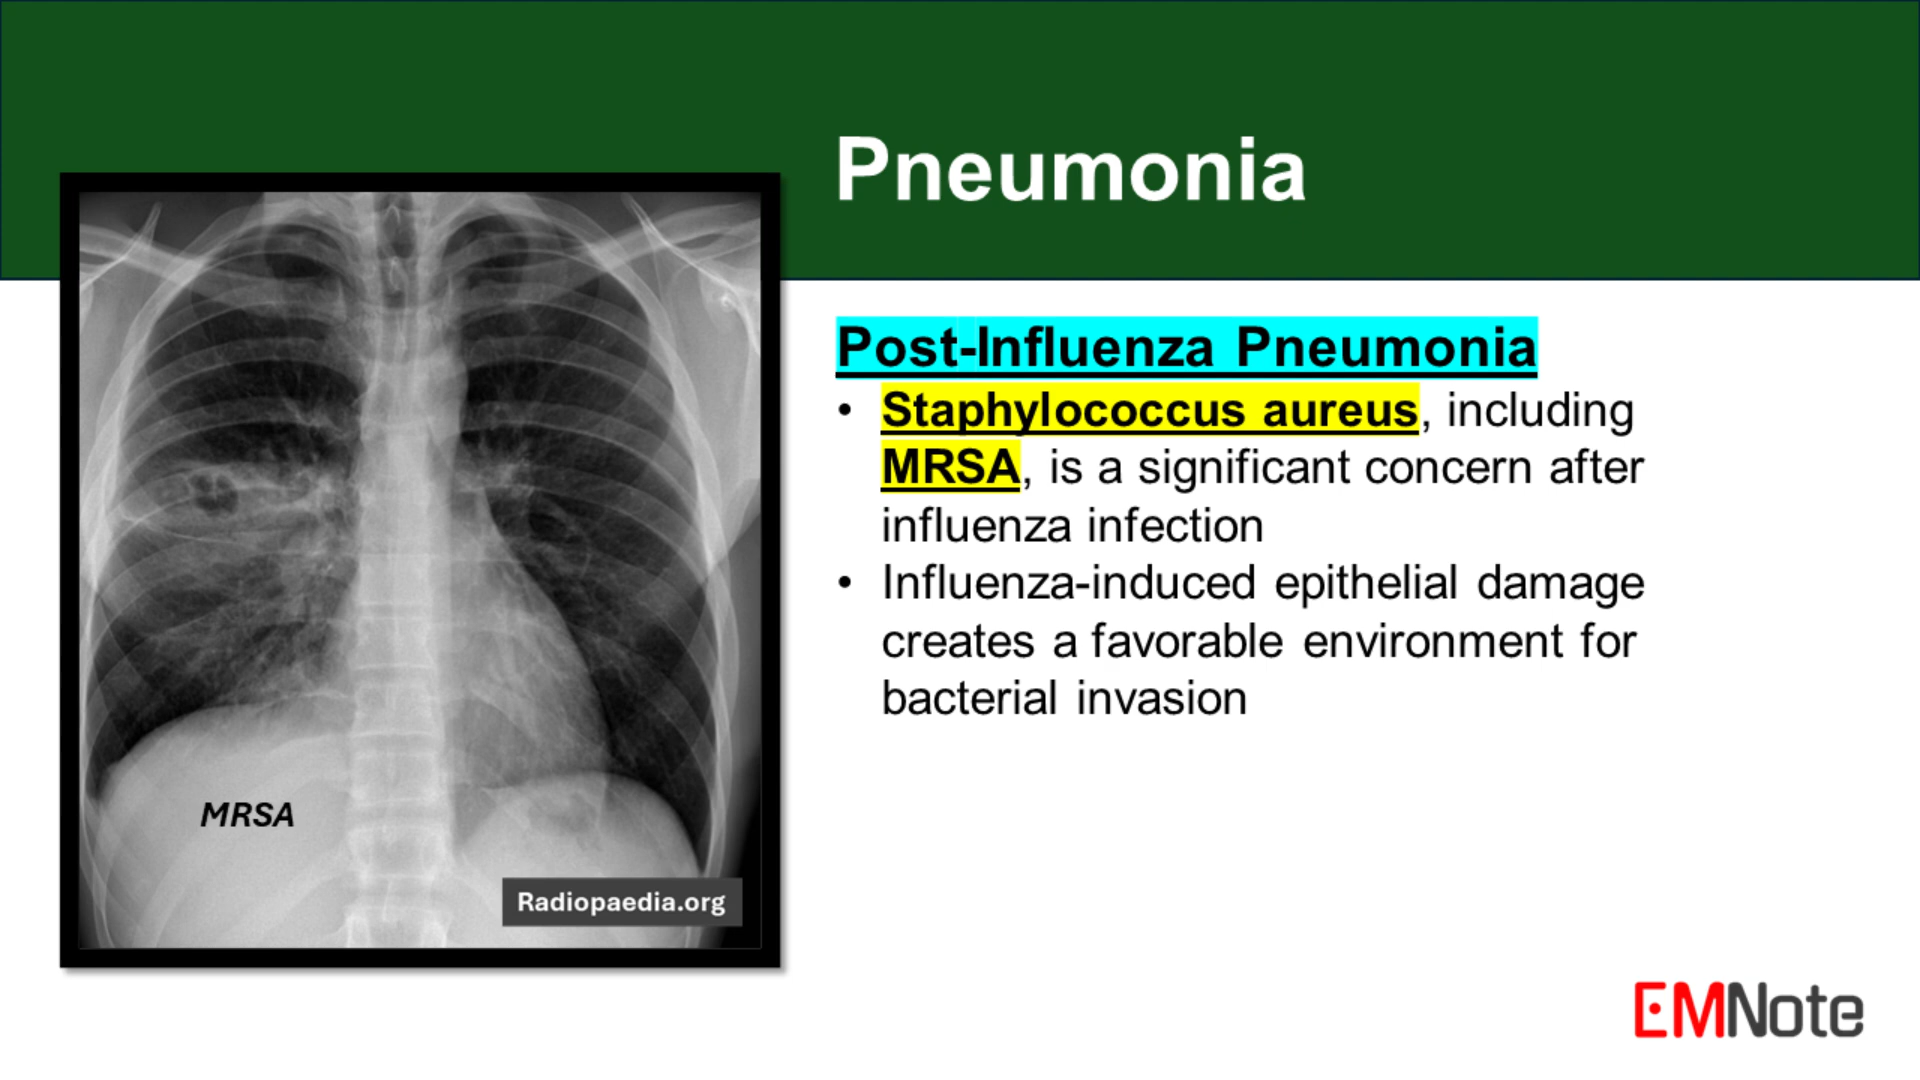 Pneumonia
Post-Influenza Pneumonia
• Staphylococcus aureus, including
MRSA, is a significant concern after
influenza infection
• Influenza-induced epithelial damage
creates a favorable environment for
bacterial invasion
MRSA
Radiopaedia.org
EMNote